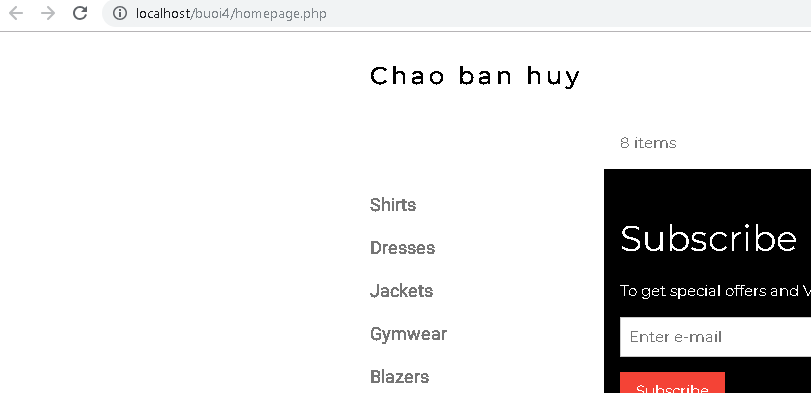 localhost/buoi4/homepage.php
Chao ban huy
8 items
Shirts
Dresses
Jackets
Gymwear
Blazers
Subscribe
To get special offers and
Enter e-mail
Subscribe